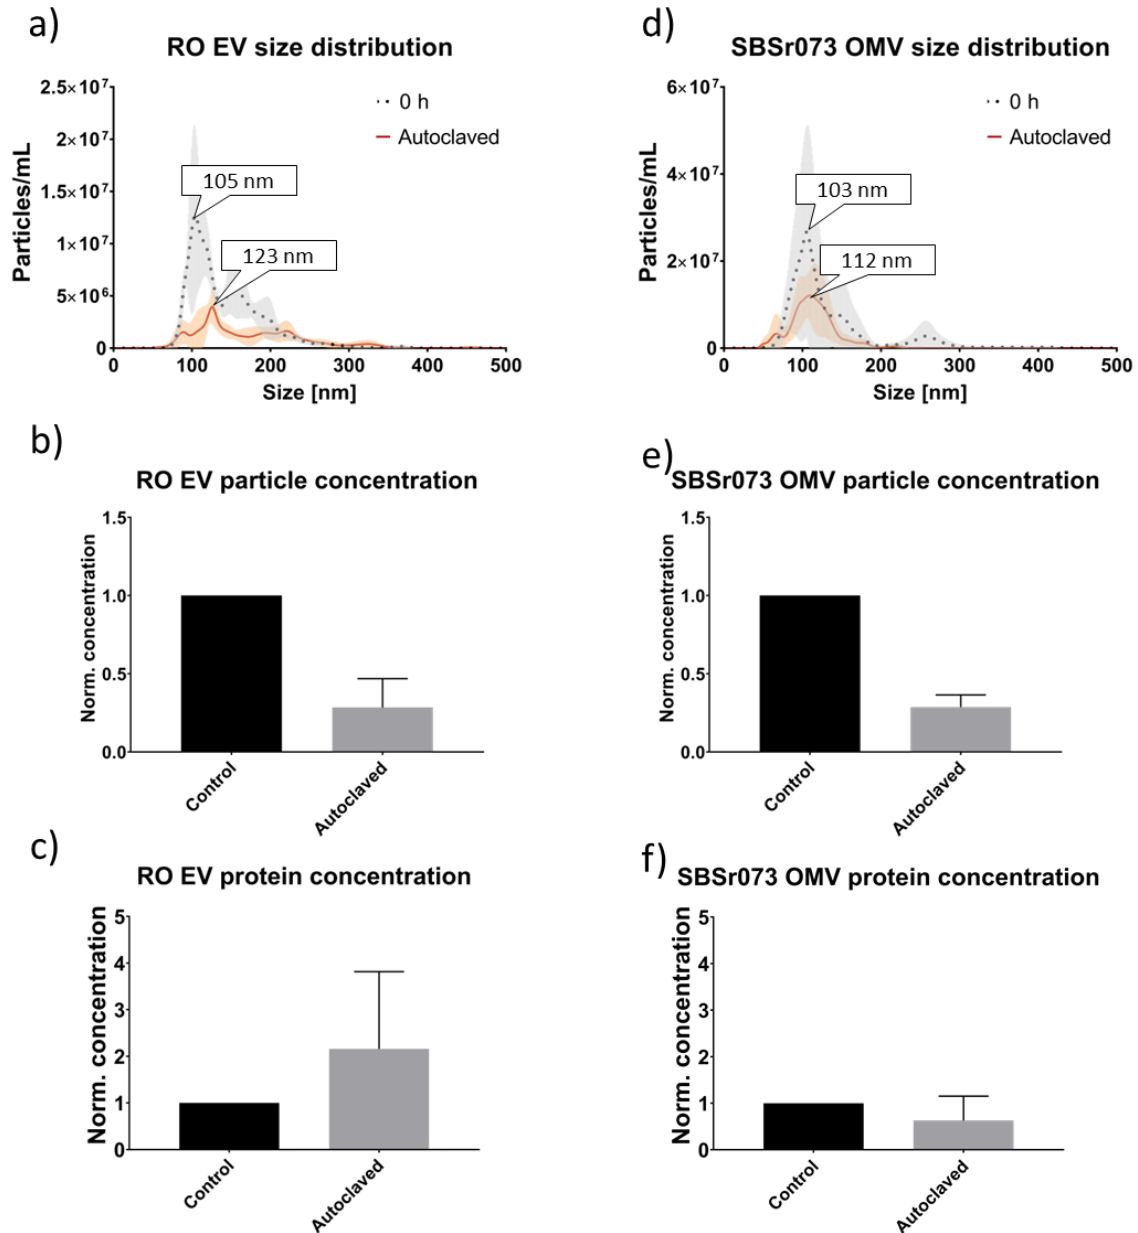 a)
RO EV size distribution
2.5×10⁷
2×10⁷
1.5×10⁷
1×10⁷
5×10⁶
0
Particles/mL
0 h
Autoclaved
105 nm
123 nm
0 100 200 300 400 500
Size [nm]
d)
SBSr073 OMV size distribution
6×10⁷
4×10⁷
2×10⁷
0
Particles/mL
0 h
Autoclaved
103 nm
112 nm
0 100 200 300 400 500
Size [nm]
b)
RO EV particle concentration
1.5
1.0
0.5
0.0
Norm. concentration
Control
Autoclaved
e)
SBSr073 OMV particle concentration
1.5
1.0
0.5
0.0
Norm. concentration
Control
Autoclaved
c)
RO EV protein concentration
5
4
3
2
1
0
Norm. concentration
Control
Autoclaved
f)
SBSr073 OMV protein concentration
5
4
3
2
1
0
Norm. concentration
Control
Autoclaved